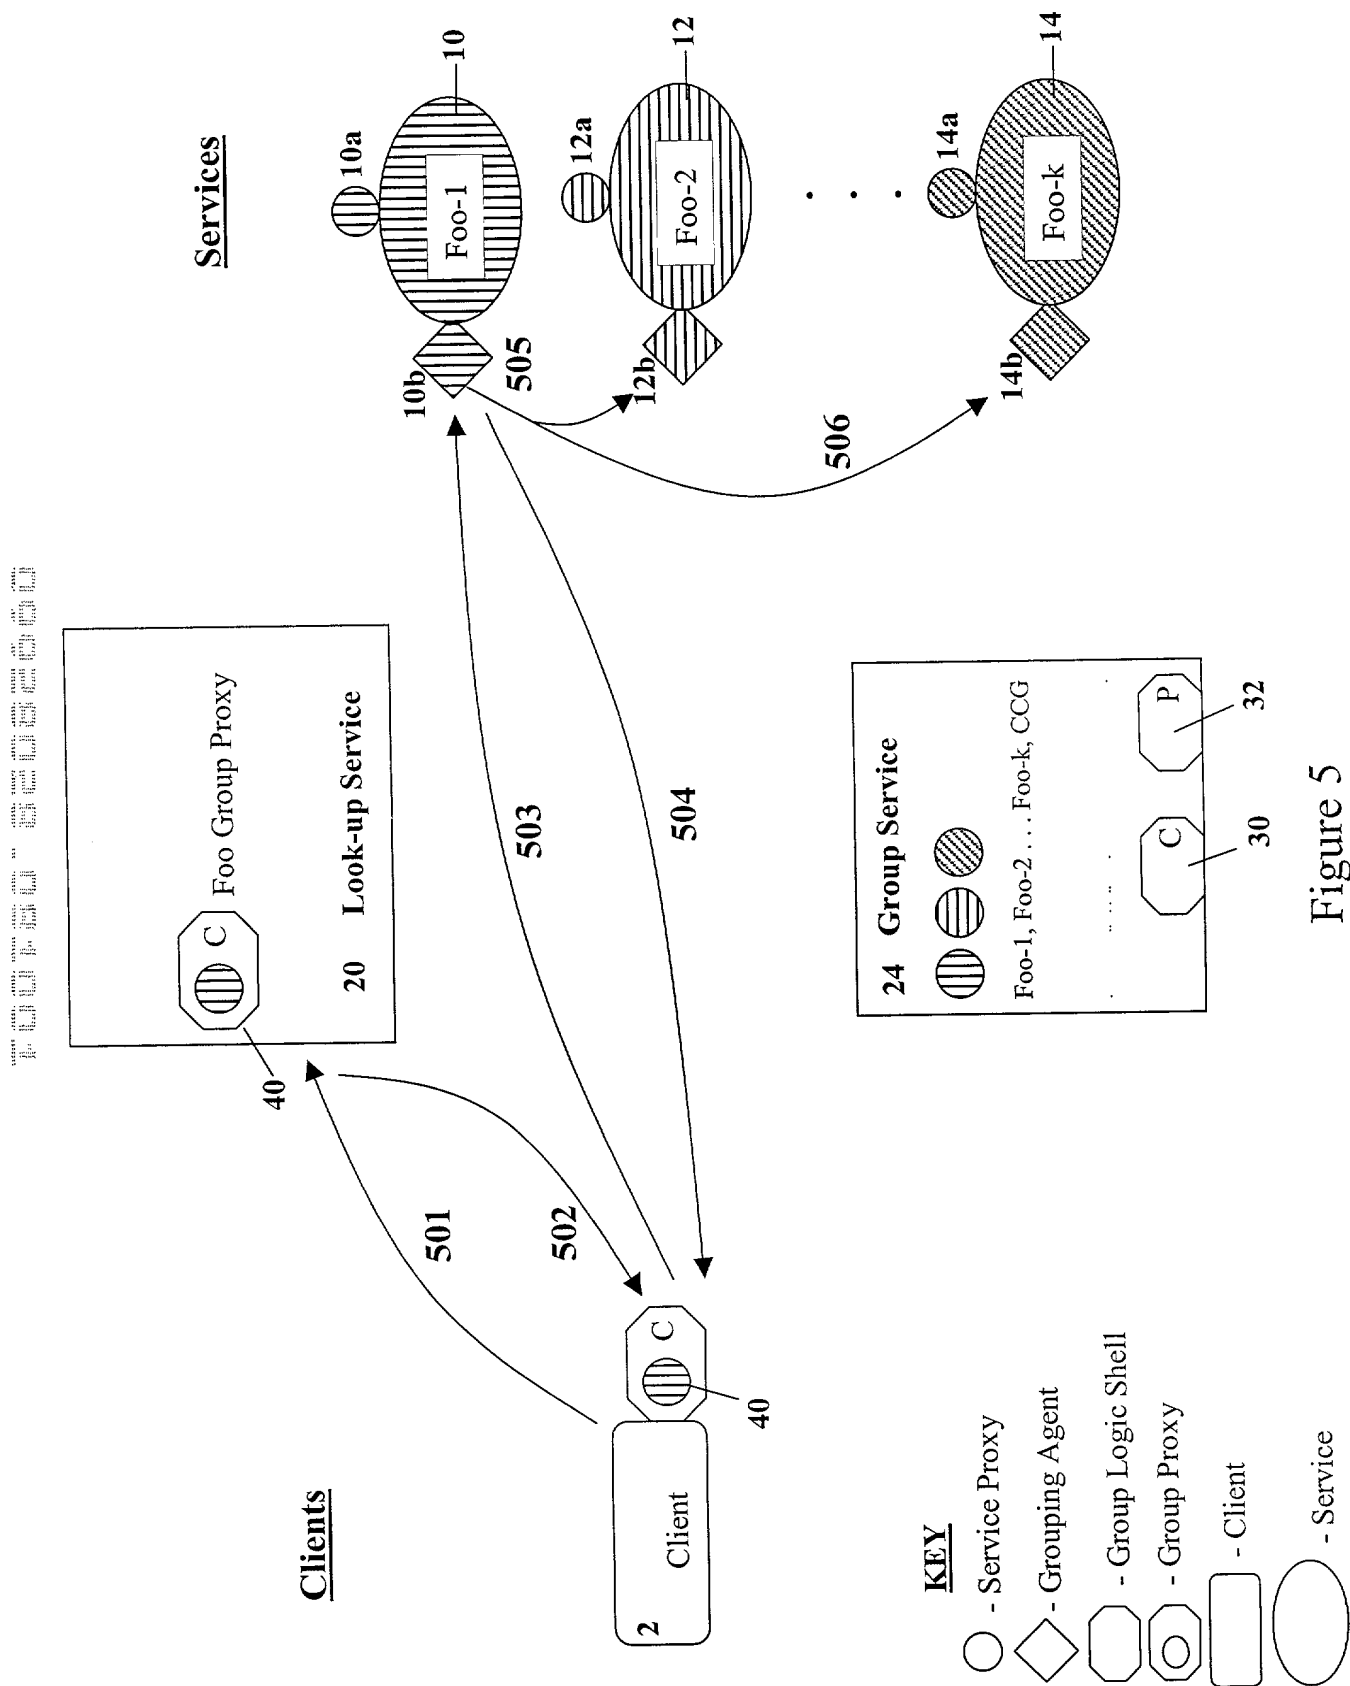 Clients
Services
2
Client
40
501
502
40
C
C
Foo Group Proxy
20 Look-up Service
503
504
10b
505
10a
Foo-1
10
12b
12a
Foo-2
12
506
14b
14a
Foo-k
14
24 Group Service
Foo-1, Foo-2 . . . . Foo-k, CCG
C
P
30
32
KEY
- Service Proxy
- Grouping Agent
- Group Logic Shell
- Group Proxy
- Client
- Service
Figure 5